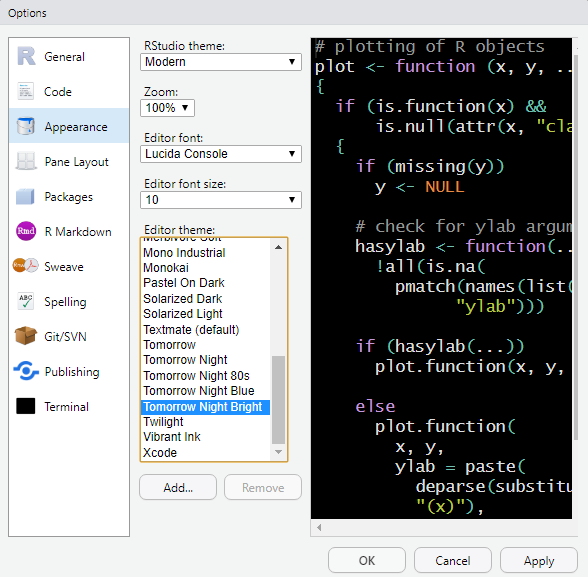 Options
General
Code
Appearance
Pane Layout
Packages
Rmd
R Markdown
Sweave
ABC
Spelling
Git/SVN
Publishing
Terminal
RStudio theme:
Modern
Zoom:
100%
Editor font:
Lucida Console
Editor font size:
10
Editor theme:
Mono Industrial
Monokai
Pastel On Dark
Solarized Dark
Solarized Light
Textmate (default)
Tomorrow
Tomorrow Night
Tomorrow Night 80s
Tomorrow Night Blue
Tomorrow Night Bright
Twilight
Vibrant Ink
Xcode
Add...
Remove
# plotting of R objects
plot <- function (x, y, ..
{
  if (is.function(x) &&
      is.null(attr(x, "cla
  {
    if (missing(y))
      y <- NULL
    # check for ylab argum
    hasylab <- function(..
      !all(is.na(
        pmatch(names(list(
              "ylab")))
    if (hasylab(...))
      plot.function(x, y,
    else
      plot.function(
        x, y,
        ylab = paste(
          deparse(substitu
          "(x)"),
OK
Cancel
Apply